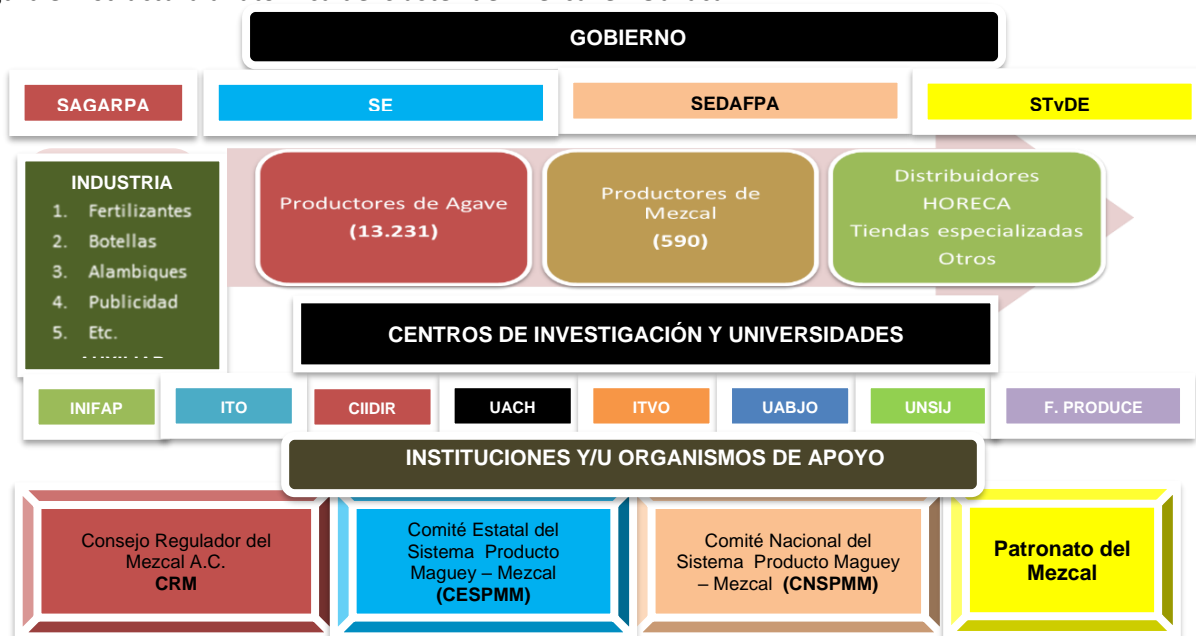 GOBIERNO
SAGARPA
SE
SEDAFPA
STyDE
INDUSTRIA
1. Fertilizantes
2. Botellas
3. Alambiques
4. Publicidad
5. Etc.
Productores de Agave
(13.231)
Productores de
Mezcal
(590)
Distribuidores
HORECA
Tiendas especializadas
Otros
CENTROS DE INVESTIGACIÓN Y UNIVERSIDADES
INIFAP
ITO
CIIDIR
UACH
ITVO
UABJO
UNSIJ
F. PRODUCE
INSTITUCIONES Y/U ORGANISMOS DE APOYO
Consejo Regulador del
Mezcal A.C.
CRM
Comité Estatal del
Sistema Producto
Maguey – Mezcal
(CESPMM)
Comité Nacional del
Sistema Producto Maguey
– Mezcal (CNSPMM)
Patronato del
Mezcal